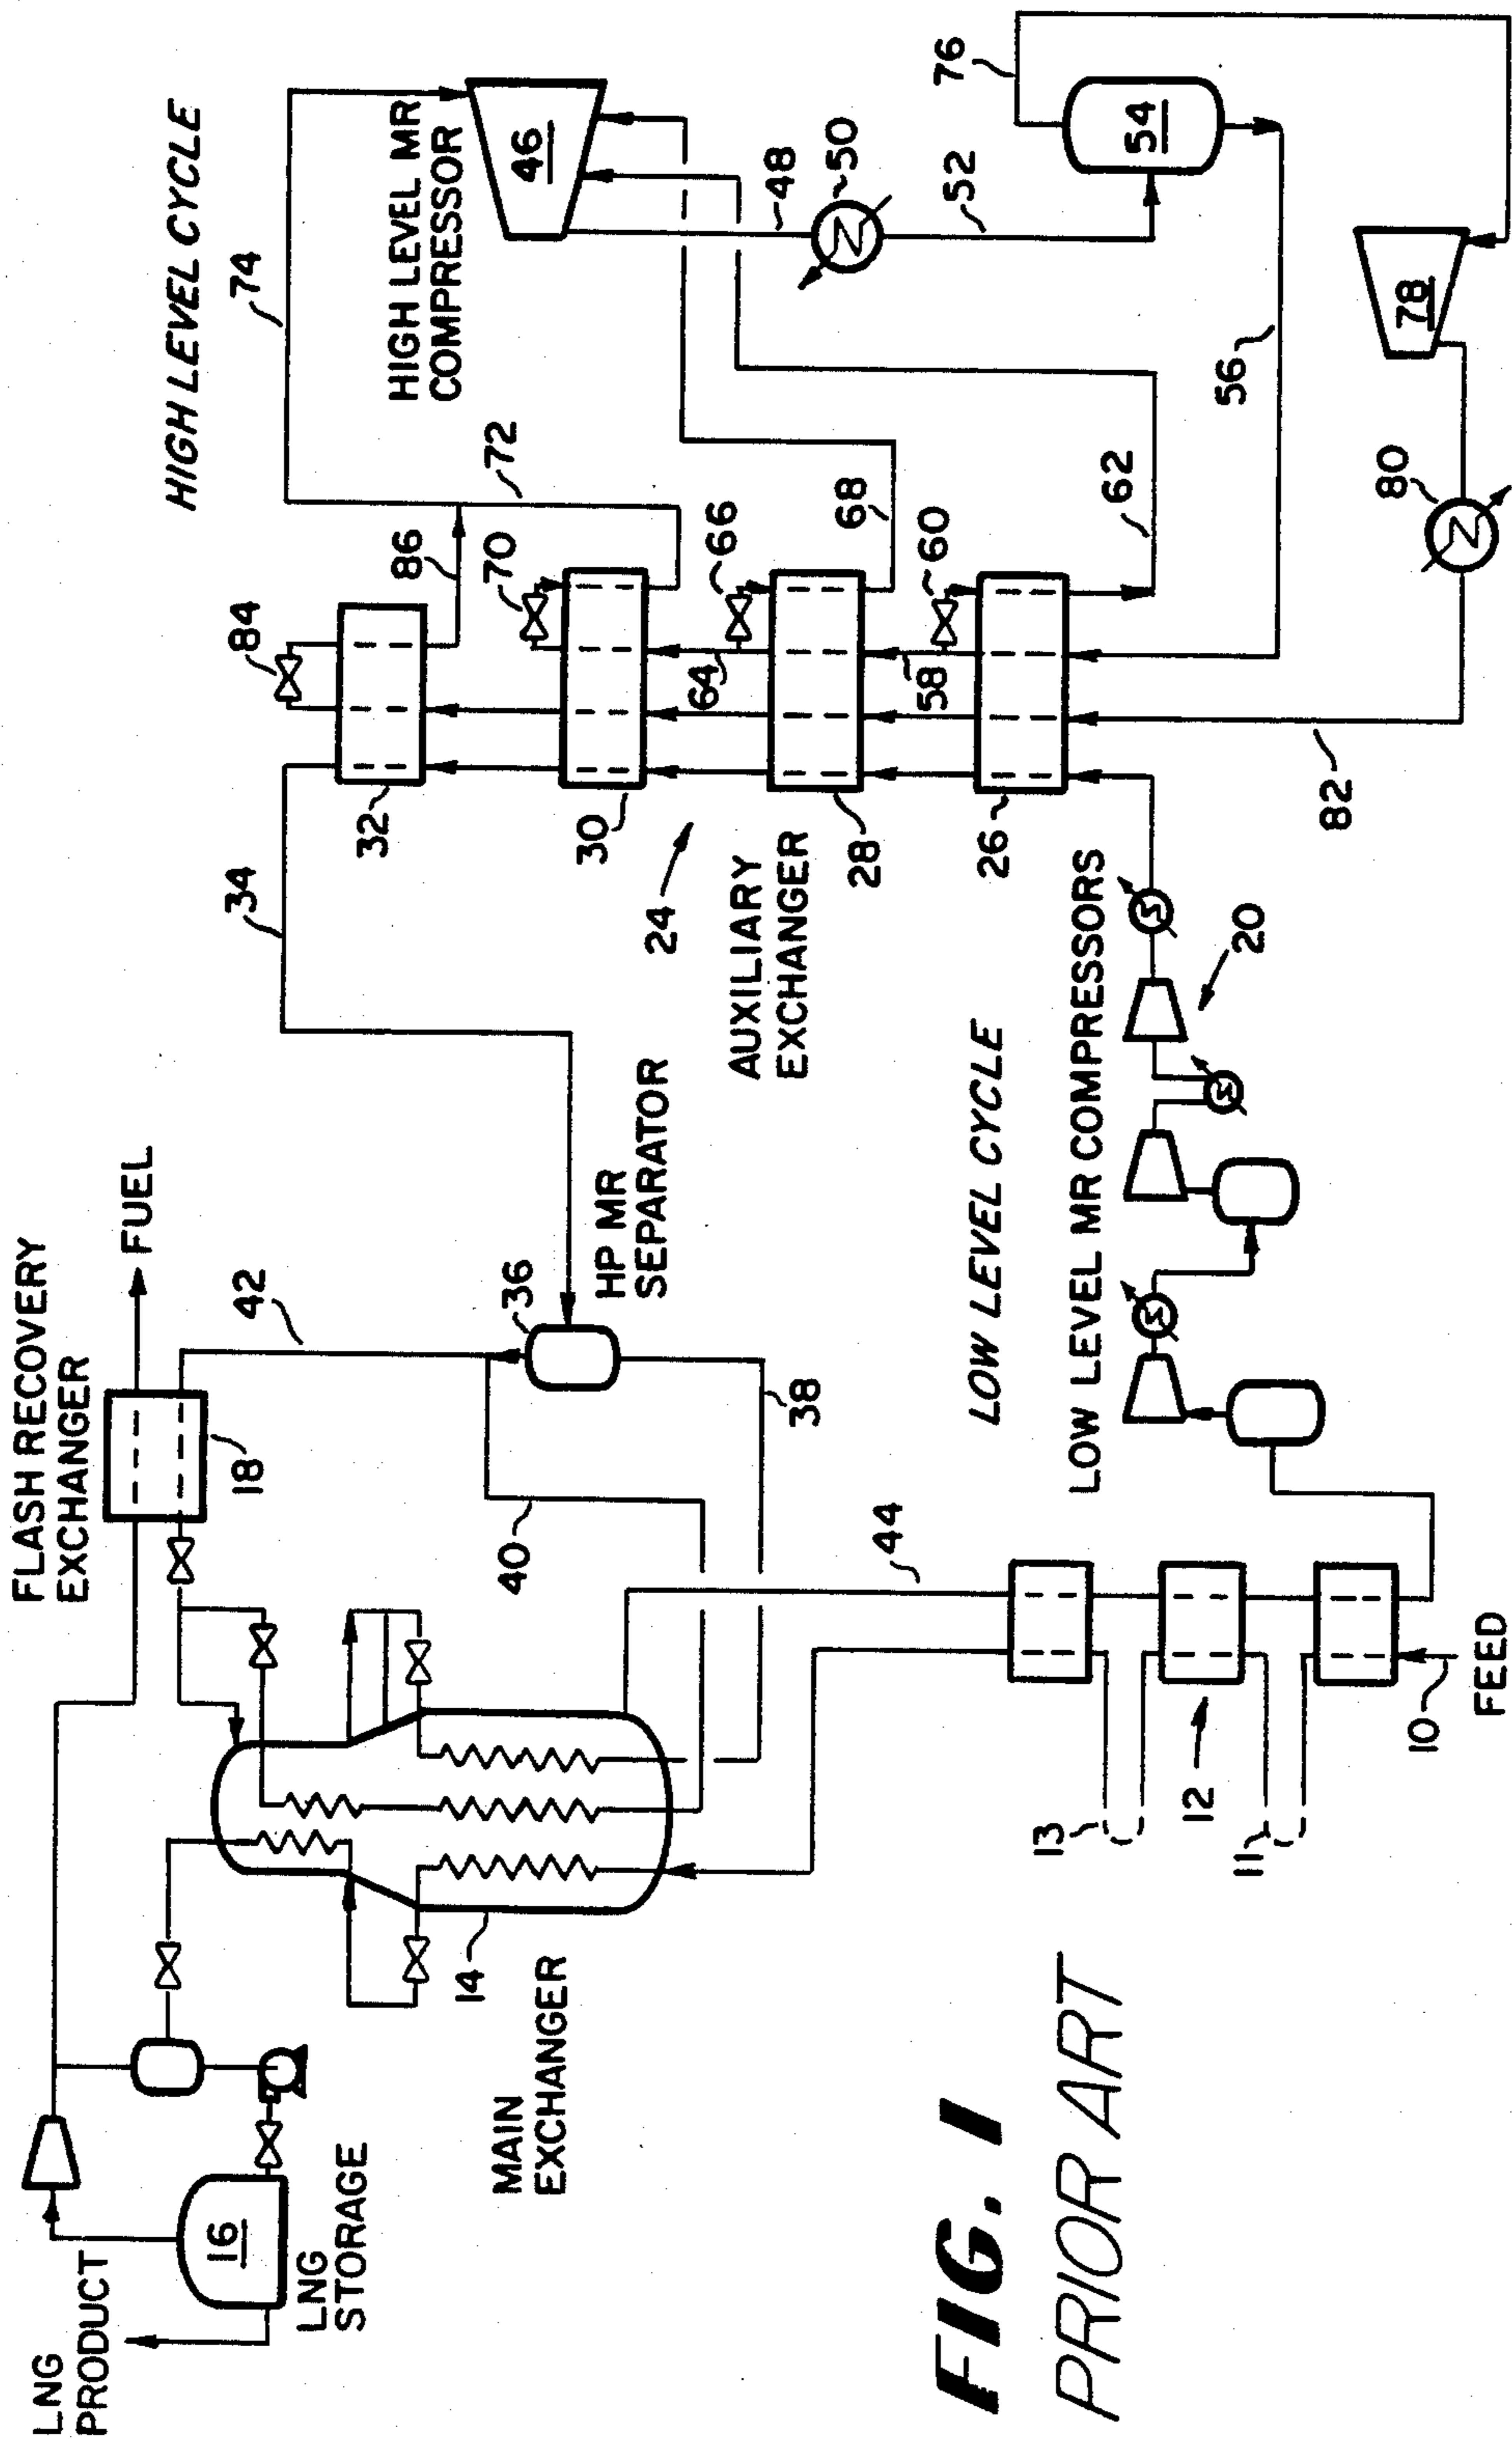 HIGH LEVEL CYCLE
74
HIGH LEVEL MR
COMPRESSOR
46
48
50
52
76
54
56
78
80
82
84
86
72
70
66
68
60
62
64
58
32
30
28
26
34
24
AUXILIARY
EXCHANGER
FLASH RECOVERY
EXCHANGER
FUEL
42
18
36
HP MR
SEPARATOR
38
40
LOW LEVEL CYCLE
LOW LEVEL MR COMPRESSORS
20
44
10
FEED
12
13
11
14
MAIN
EXCHANGER
LNG
PRODUCT
16
LNG
STORAGE
FIG. 1
PRIOR ART